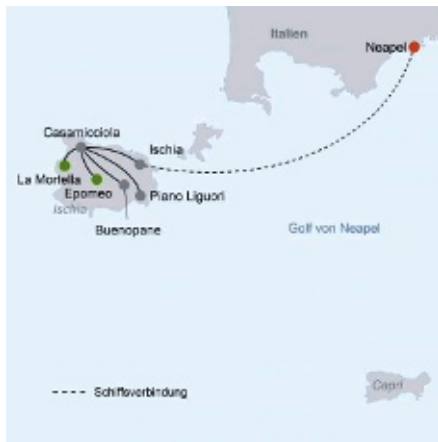 Italien
Neapel
Casamicciola
Ischia
La Mortella
Epomeo
Piano Liguori
Ischia
Buenopane
Golf von Neapel
Capri
Schiffsverbindung